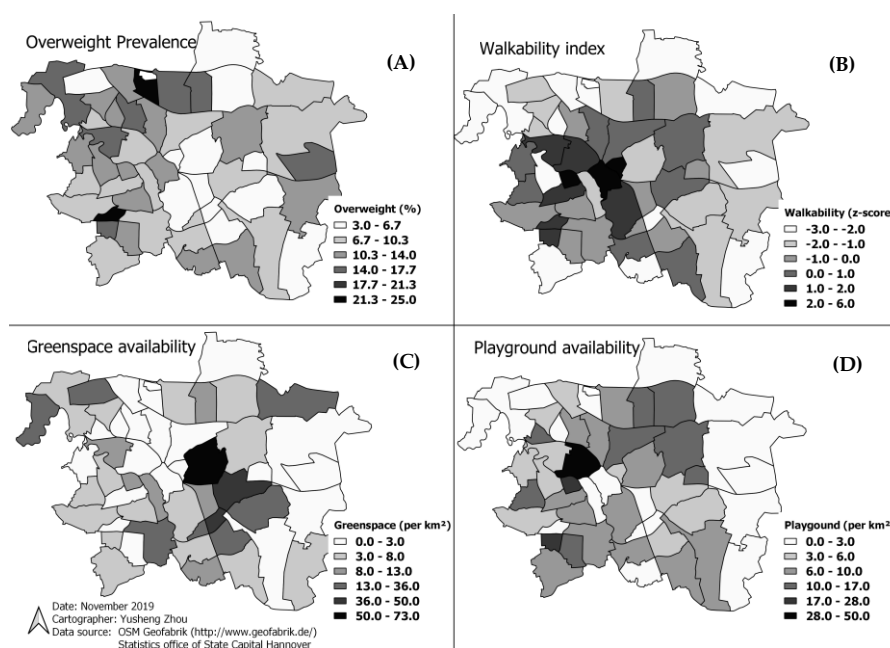 Overweight Prevalence
(A)
Overweight (%)
3.0 - 6.7
6.7 - 10.3
10.3 - 14.0
14.0 - 17.7
17.7 - 21.3
21.3 - 25.0
Walkability index
(B)
Walkability (z-score
-3.0 - -2.0
-2.0 - -1.0
-1.0 - 0.0
0.0 - 1.0
1.0 - 2.0
2.0 - 6.0
Greenspace availability
(C)
Greenspace (per km²)
0.0 - 3.0
3.0 - 8.0
8.0 - 13.0
13.0 - 36.0
36.0 - 50.0
50.0 - 73.0
Date: November 2019
Cartographer: Yusheng Zhou
Data source: OSM Geofabrik (http://www.geofabrik.de/)
Statistics office of State Capital Hannover
Playground availability
(D)
Playgound (per km²)
0.0 - 3.0
3.0 - 6.0
6.0 - 10.0
10.0 - 17.0
17.0 - 28.0
28.0 - 50.0